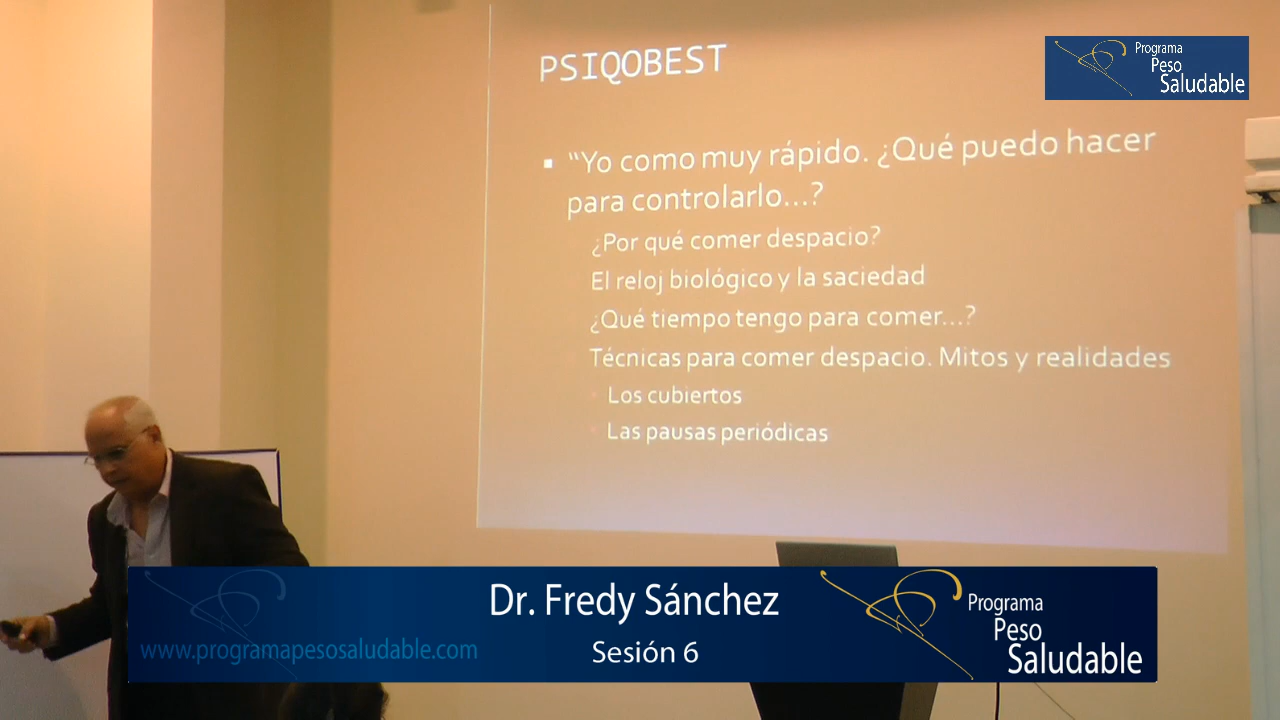 PSIQOBEST
Programa
Peso
Saludable
▪ “Yo como muy rápido. ¿Qué puedo hacer
para controlarlo...?
¿Por qué comer despacio?
El reloj biológico y la saciedad
¿Qué tiempo tengo para comer...?
Técnicas para comer despacio. Mitos y realidades
Los cubiertos
Las pausas periódicas
Dr. Fredy Sánchez
Sesión 6
www.programapesosaludable.com
Programa
Peso
Saludable